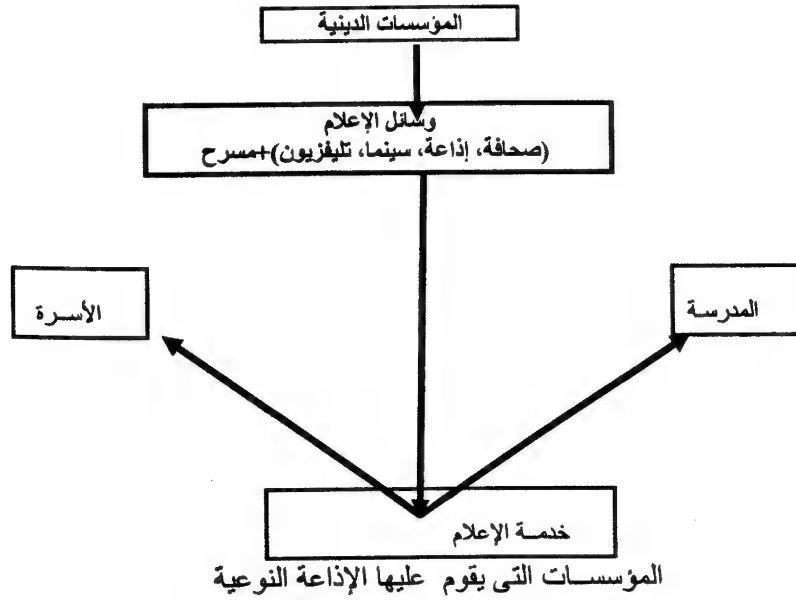 المؤسسات الدينية
وسائل الإعلام
(صحافة، إذاعة، سينما، تليفزيون)+مسرح
المدرسـة
الأسـرة
خدمـة الإعلام
المؤسسـات التى يقوم عليها الإذاعة النوعية